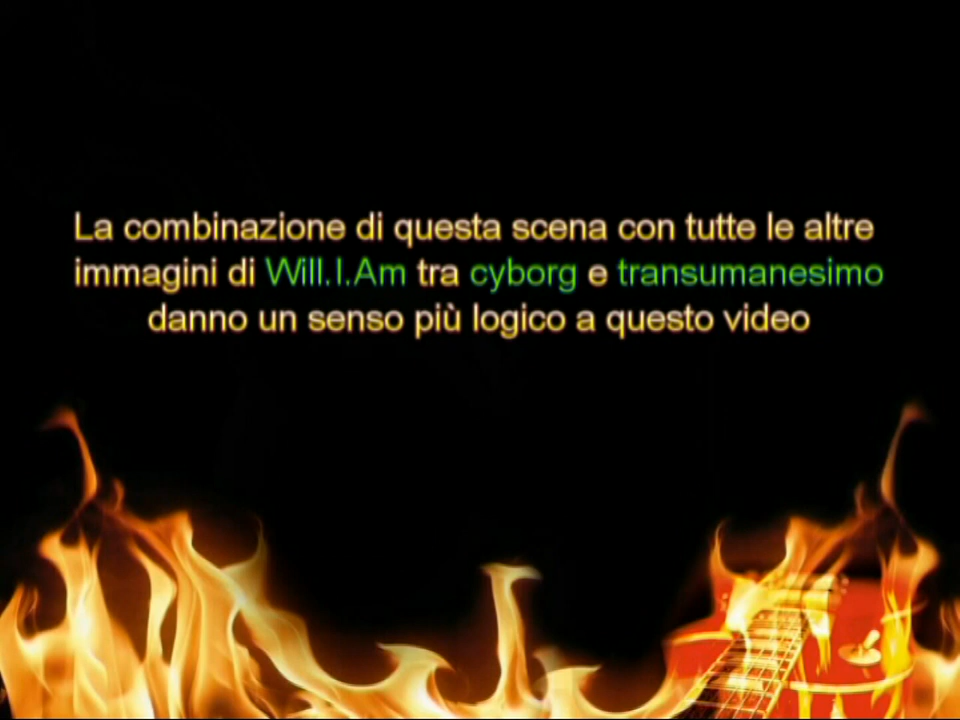 La combinazione di questa scena con tutte le altre
immagini di Will.I.Am tra cyborg e transumanesimo
danno un senso più logico a questo video